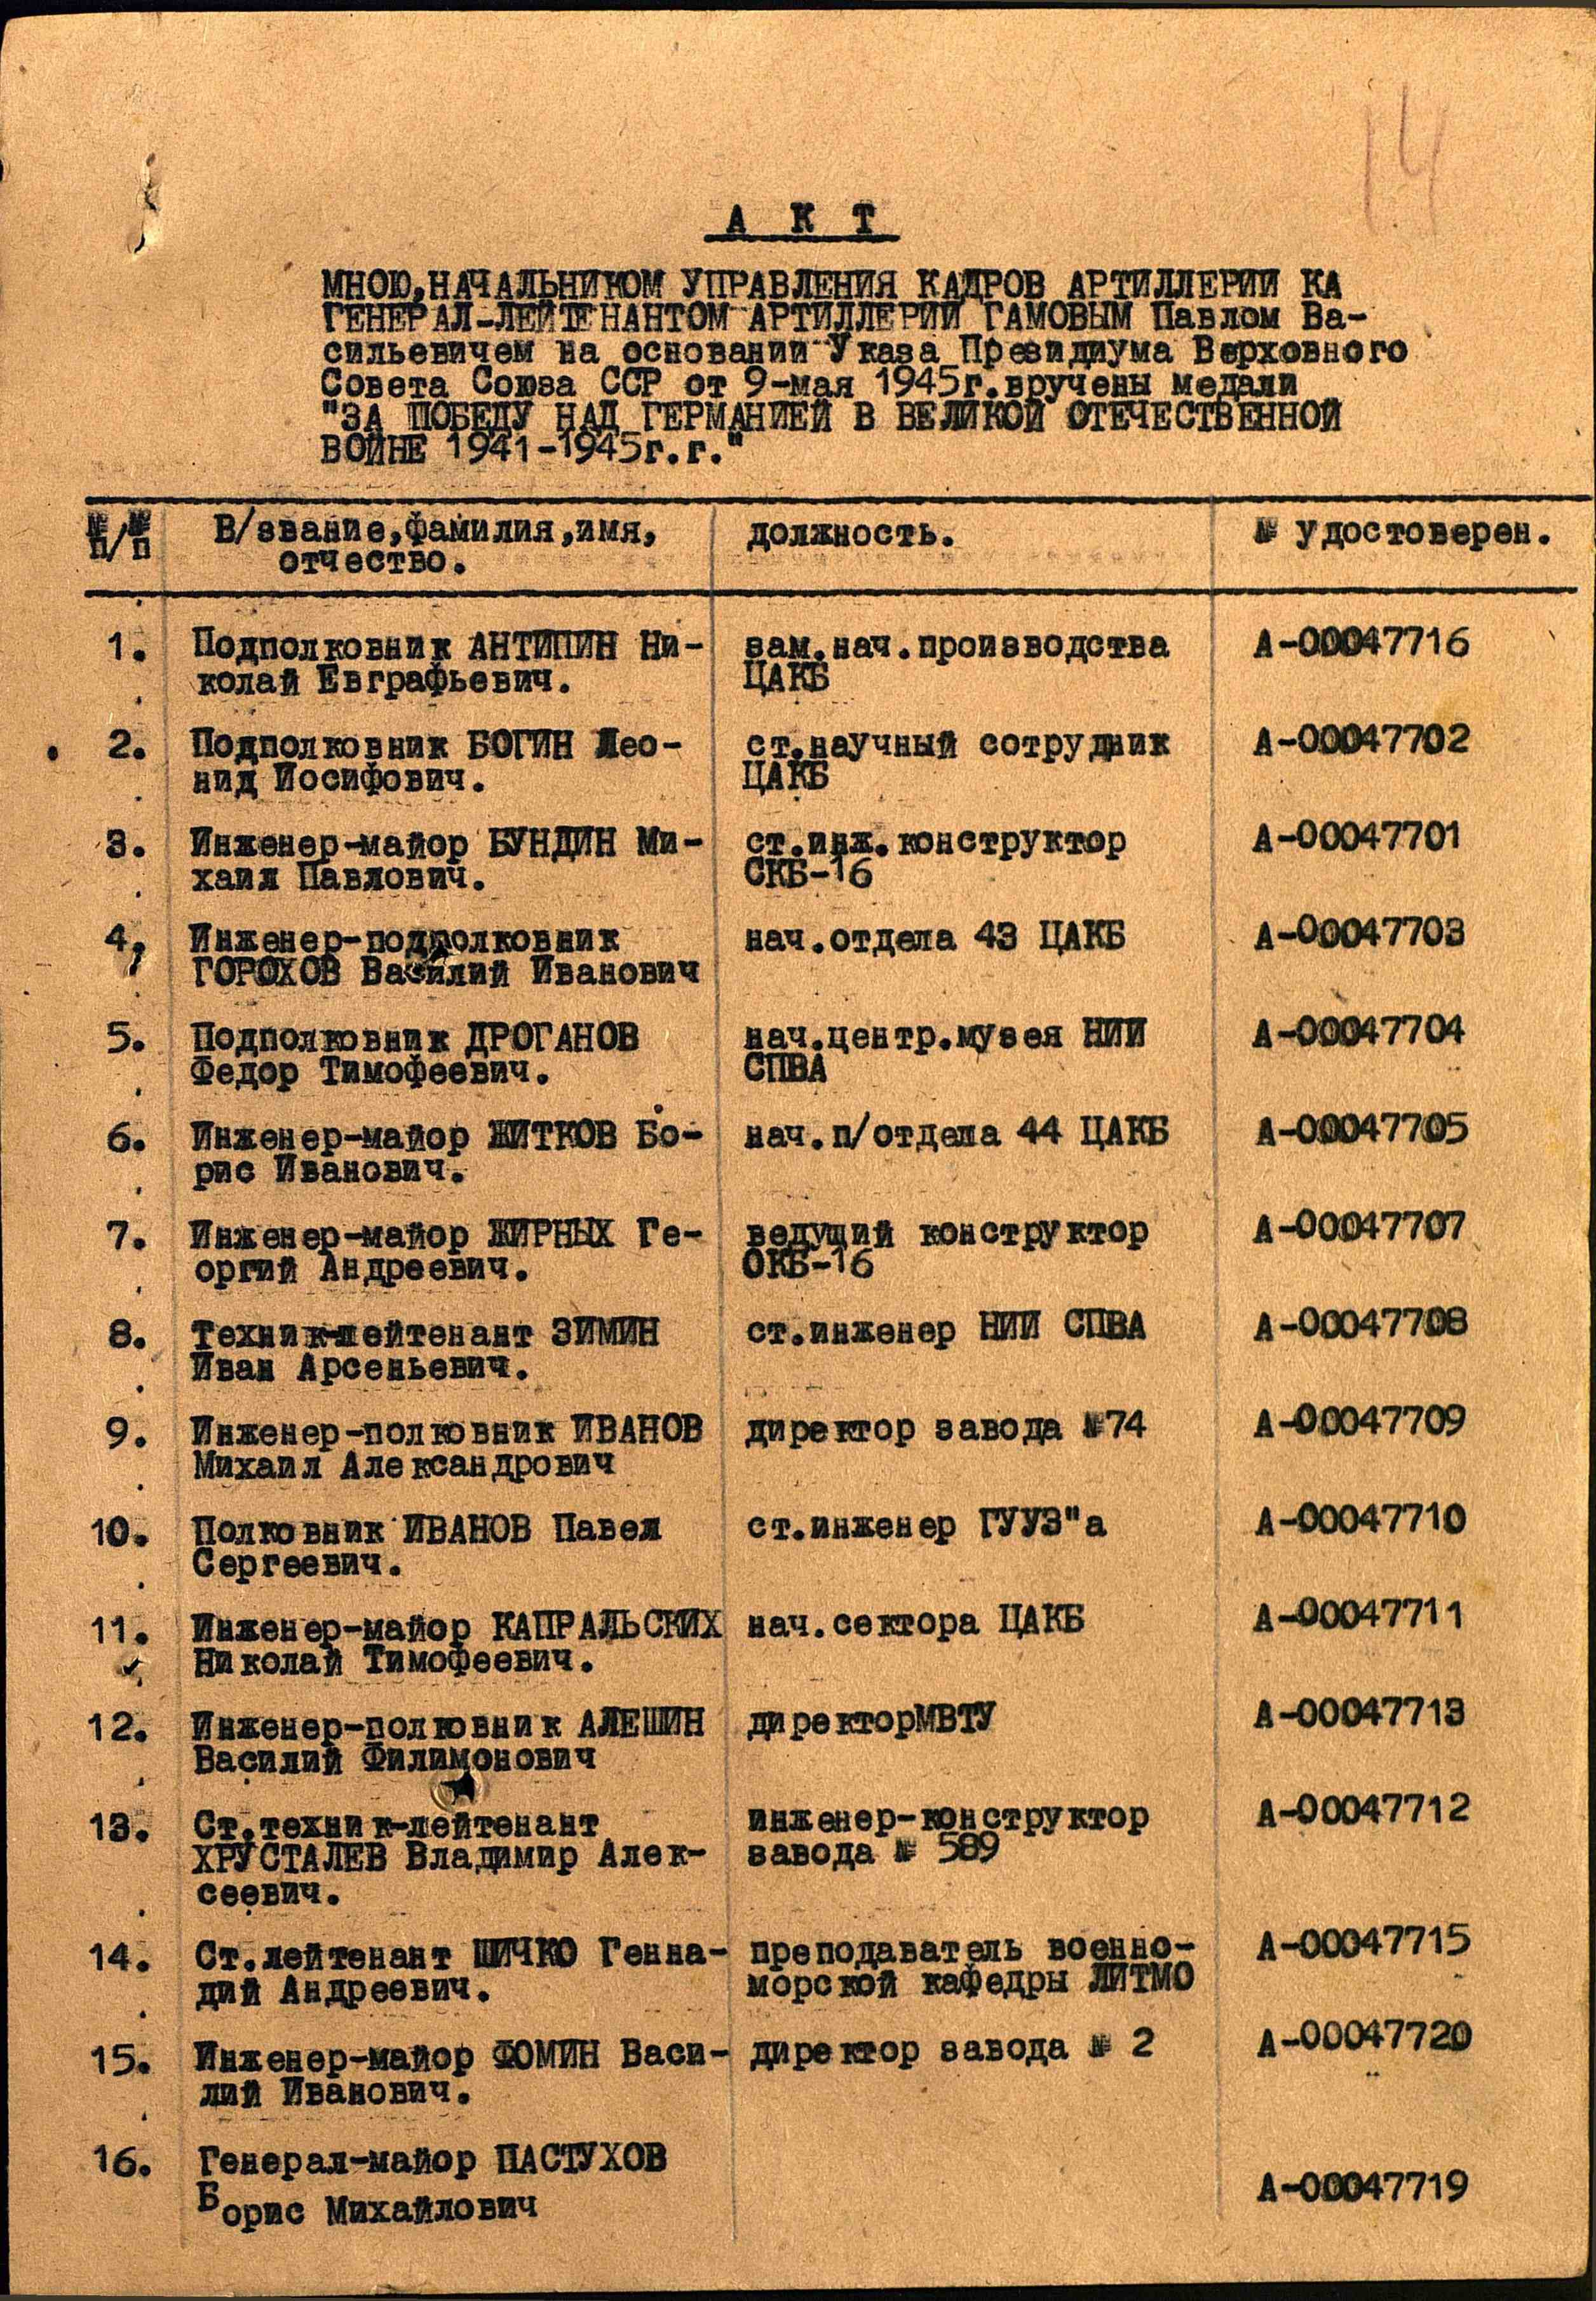 14
А К Т
МНОЮ,НАЧАЛЬНИКОМ УПРАВЛЕНИЯ КАДРОВ АРТИЛЛЕРИИ КА
ГЕНЕРАЛ-ЛЕЙТЕНАНТОМ АРТИЛЛЕРИИ ГАМОВЫМ Павлом Ва-
сильевичем на основании Указа Президиума Верховного
Совета Союза ССР от 9-мая 1945г.вручены медали
"ЗА ПОБЕДУ НАД ГЕРМАНИЕЙ В ВЕЛИКОЙ ОТЕЧЕСТВЕННОЙ
ВОЙНЕ 1941-1945г.г."
№№ В/звание,фамилия,имя, должность. № удостоверен.
п/п отчество.
1. Подполковник АНТИПИН Ни- зам.нач.производства А-00047716
колай Евграфьевич. ЦАКБ
2. Подполковник БОГИН Лео- ст.научный сотрудник А-00047702
нид Иосифович. ЦАКБ
3. Инженер-майор БУНДИН Ми- ст.инж.конструктор А-00047701
хаил Павлович. СКБ-16
4, Инженер-подполковник нач.отдела 43 ЦАКБ А-00047703
ГОРОХОВ Василий Иванович
5. Подполковник ДРОГАНОВ нач.центр.музея НИИ А-00047704
Федор Тимофеевич. СПВА
6. Инженер-майор ЖИТКОВ Бо- нач.п/отдела 44 ЦАКБ А-00047705
рис Иванович.
7. Инженер-майор ЖИРНЫХ Ге- ведущий конструктор А-00047707
оргий Андреевич. ОКБ-16
8. Техник-лейтенант ЗИМИН ст.инженер НИИ СПВА А-00047708
Иван Арсеньевич.
9. Инженер-полковник ИВАНОВ директор завода №74 А-00047709
Михаил Александрович
10. Полковник ИВАНОВ Павел ст.инженер ГУУЗ"а А-00047710
Сергеевич.
11. Инженер-майор КАПРАЛЬСКИХ нач.сектора ЦАКБ А-00047711
Николай Тимофеевич.
12. Инженер-полковник АЛЕШИН директорМВТУ А-00047713
Василий Филимонович
13. Ст.техник-лейтенант инженер-конструктор А-00047712
ХРУСТАЛЕВ Владимир Алек- завода № 589
сеевич.
14. Ст.лейтенант ШИЧКО Генна- преподаватель военно- А-00047715
дий Андреевич. морской кафедры ЛИТМО
15. Инженер-майор ФОМИН Васи- директор завода № 2 А-00047720
лий Иванович.
16. Генерал-майор ПАСТУХОВ
Борис Михайлович А-00047719